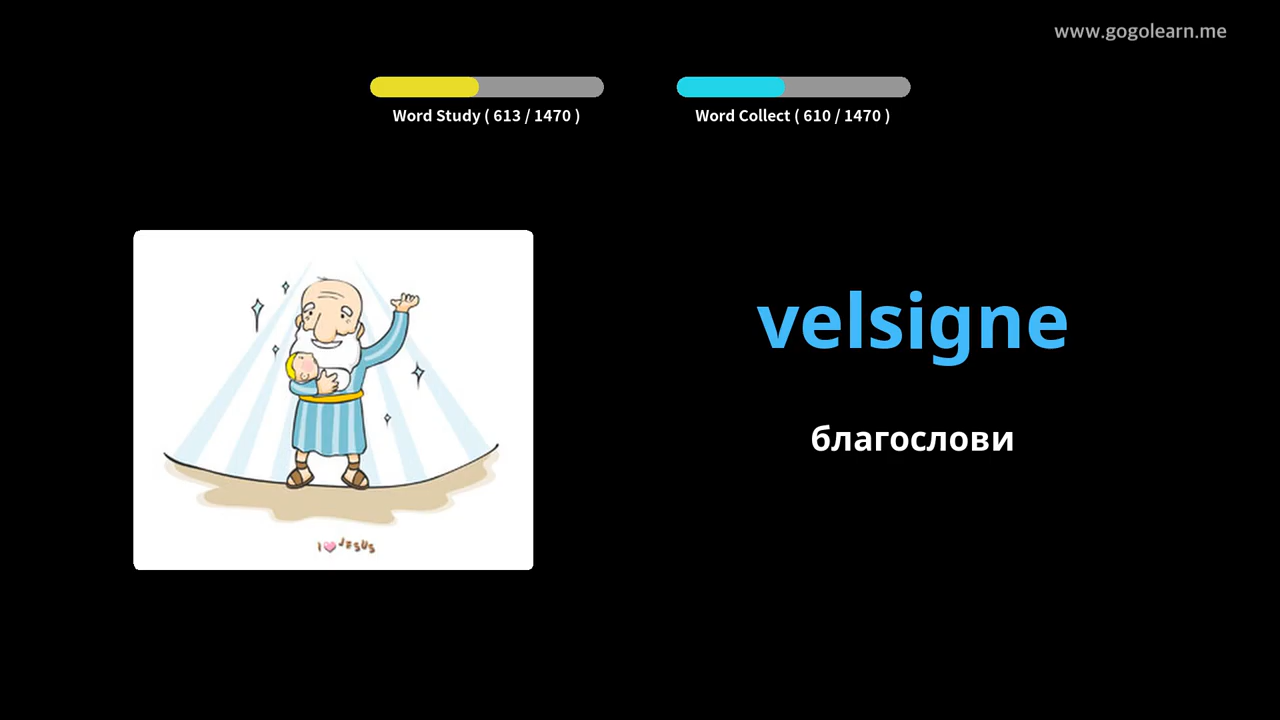 www.gogolearn.me
Word Study ( 613 / 1470 )
Word Collect ( 610 / 1470 )
velsigne
благослови
I JESUS